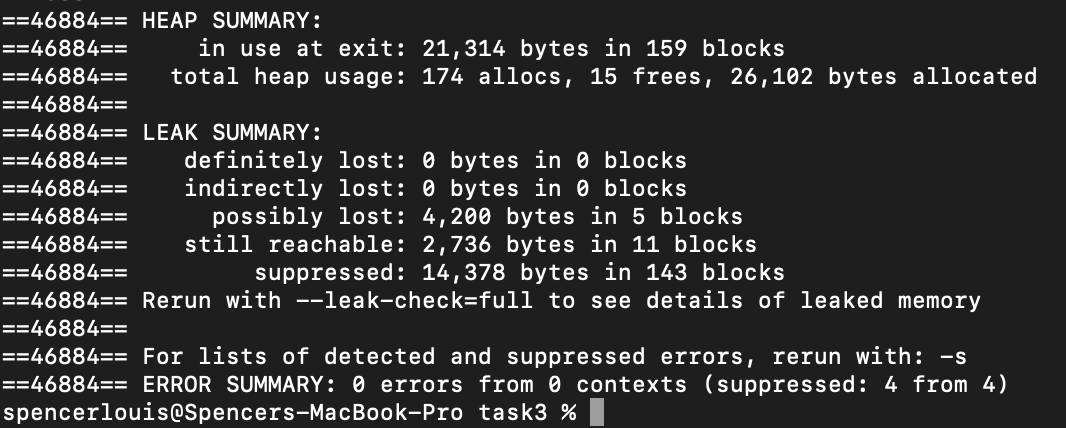 ==46884== HEAP SUMMARY:
==46884==     in use at exit: 21,314 bytes in 159 blocks
==46884==   total heap usage: 174 allocs, 15 frees, 26,102 bytes allocated
==46884==
==46884== LEAK SUMMARY:
==46884==    definitely lost: 0 bytes in 0 blocks
==46884==    indirectly lost: 0 bytes in 0 blocks
==46884==      possibly lost: 4,200 bytes in 5 blocks
==46884==    still reachable: 2,736 bytes in 11 blocks
==46884==         suppressed: 14,378 bytes in 143 blocks
==46884== Rerun with --leak-check=full to see details of leaked memory
==46884==
==46884== For lists of detected and suppressed errors, rerun with: -s
==46884== ERROR SUMMARY: 0 errors from 0 contexts (suppressed: 4 from 4)
spencerlouis@Spencers-MacBook-Pro task3 %